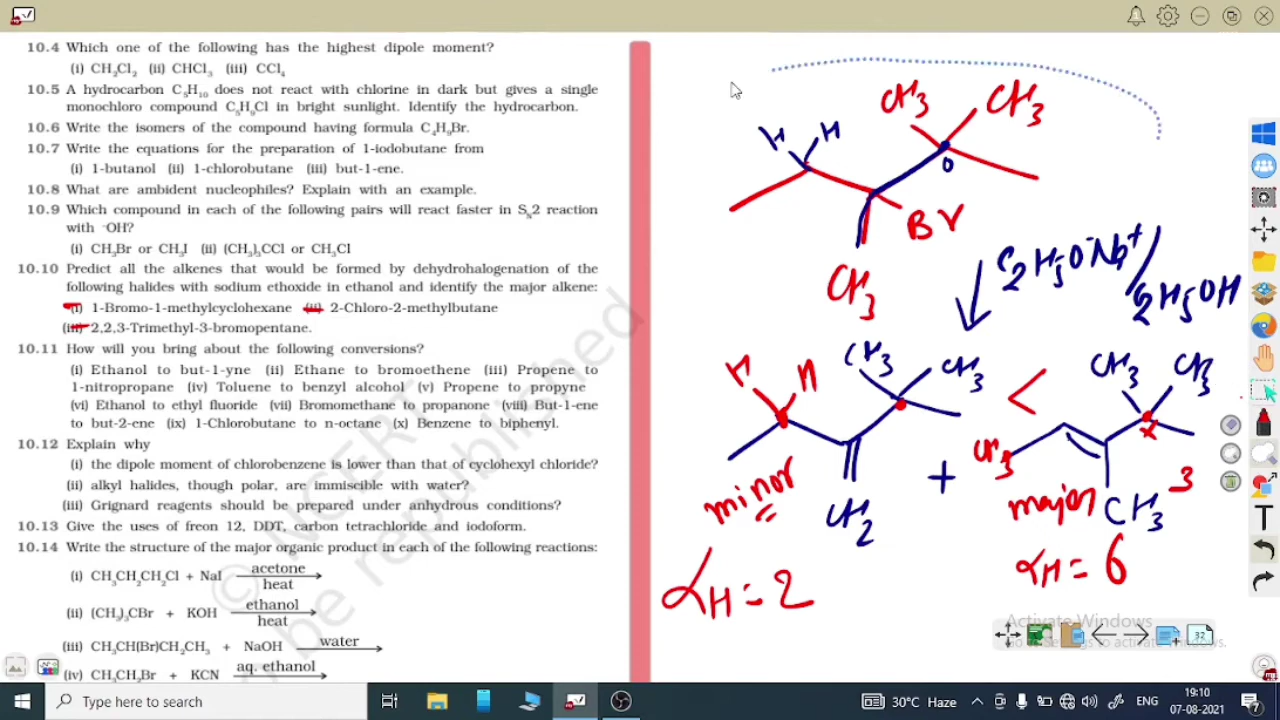 10.4 Which one of the following has the highest dipole moment?
(i) CH₂Cl₂ (ii) CHCl₃ (iii) CCl₄
10.5 A hydrocarbon C₅H₁₀ does not react with chlorine in dark but gives a single
monochloro compound C₅H₉Cl in bright sunlight. Identify the hydrocarbon.
10.6 Write the isomers of the compound having formula C₄H₉Br.
10.7 Write the equations for the preparation of 1-iodobutane from
(i) 1-butanol (ii) 1-chlorobutane (iii) but-1-ene.
10.8 What are ambident nucleophiles? Explain with an example.
10.9 Which compound in each of the following pairs will react faster in Sₙ2 reaction
with ⁻OH?
(i) CH₃Br or CH₃I (ii) (CH₃)₃CCl or CH₃Cl
10.10 Predict all the alkenes that would be formed by dehydrohalogenation of the
following halides with sodium ethoxide in ethanol and identify the major alkene:
(i) 1-Bromo-1-methylcyclohexane (ii) 2-Chloro-2-methylbutane
(iii) 2,2,3-Trimethyl-3-bromopentane.
10.11 How will you bring about the following conversions?
(i) Ethanol to but-1-yne (ii) Ethane to bromoethene (iii) Propene to
1-nitropropane (iv) Toluene to benzyl alcohol (v) Propene to propyne
(vi) Ethanol to ethyl fluoride (vii) Bromomethane to propanone (viii) But-1-ene
to but-2-ene (ix) 1-Chlorobutane to n-octane (x) Benzene to biphenyl.
10.12 Explain why
(i) the dipole moment of chlorobenzene is lower than that of cyclohexyl chloride?
(ii) alkyl halides, though polar, are immiscible with water?
(iii) Grignard reagents should be prepared under anhydrous conditions?
10.13 Give the uses of freon 12, DDT, carbon tetrachloride and iodoform.
10.14 Write the structure of the major organic product in each of the following reactions:
(i) CH₃CH₂CH₂Cl + NaI acetone heat
(ii) (CH₃)₃CBr + KOH ethanol heat
(iii) CH₃CH(Br)CH₂CH₃ + NaOH water
(iv) CH₃CH₂Br + KCN aq. ethanol
© NCERT
be republished
CH3 CH3
H H
0
Br
CH3
C2H5O⁻Na⁺/
C2H5OH
CH3 CH3
H H
CH2
minor
αH = 2
<
+
CH3 CH3
CH3
x
CH3
3
major
αH = 6
Activate Windows
Go to Settings to activate Windows.
32
T
Type here to search
30°C Haze
ENG
19:10
07-08-2021
7